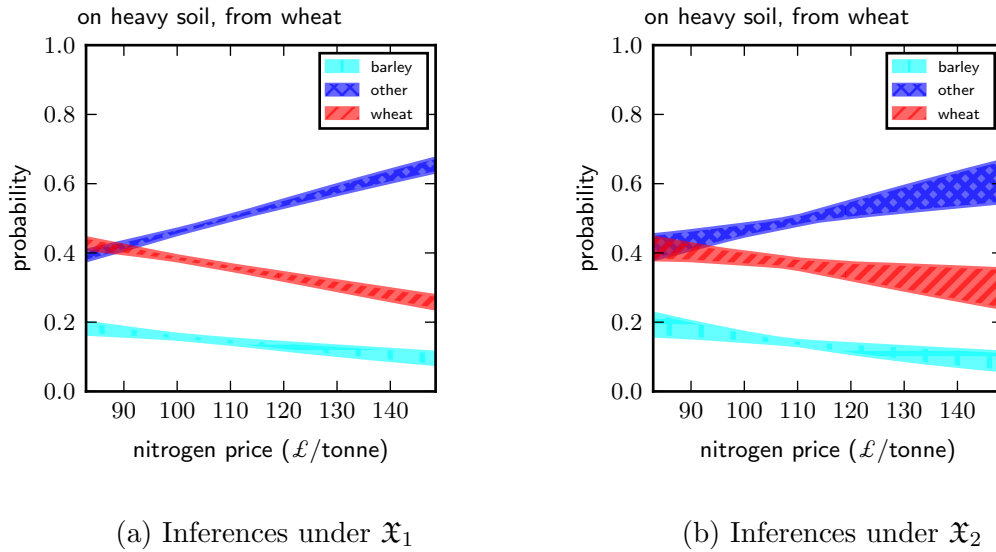 on heavy soil, from wheat
1.0
0.8
0.6
0.4
0.2
0.0
probability
barley
other
wheat
90 100 110 120 130 140
nitrogen price (£/tonne)
(a) Inferences under 𝔛1
on heavy soil, from wheat
1.0
0.8
0.6
0.4
0.2
0.0
probability
barley
other
wheat
90 100 110 120 130 140
nitrogen price (£/tonne)
(b) Inferences under 𝔛2